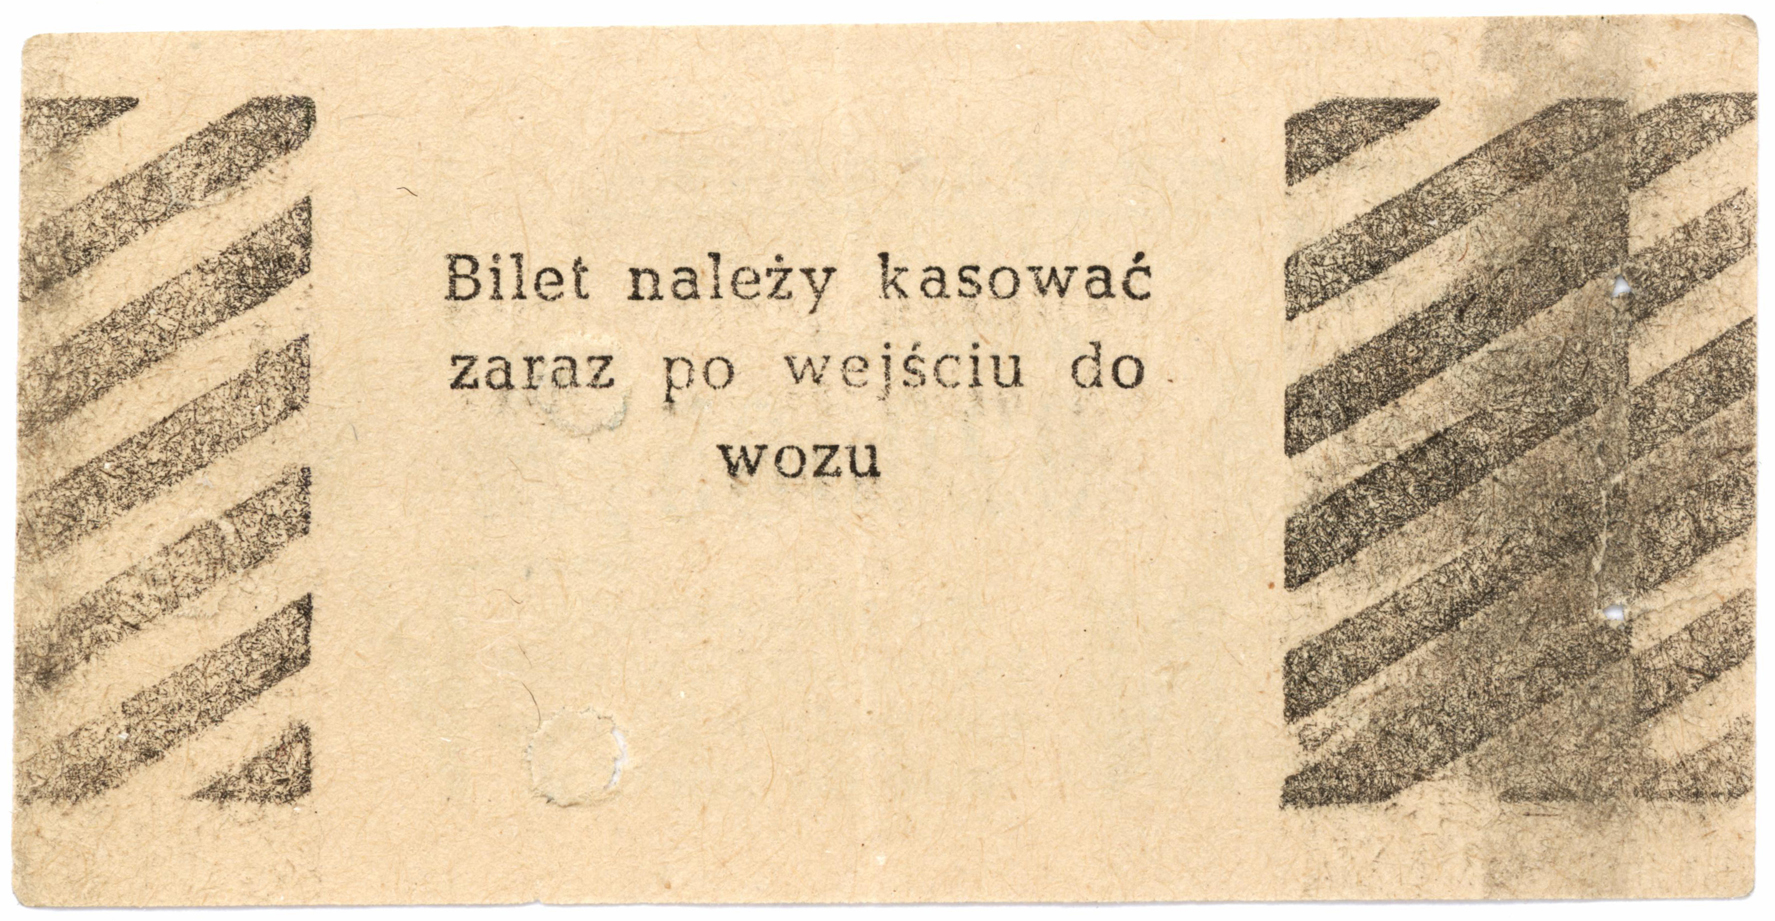 Bilet należy kasować
zaraz po wejściu do
wozu